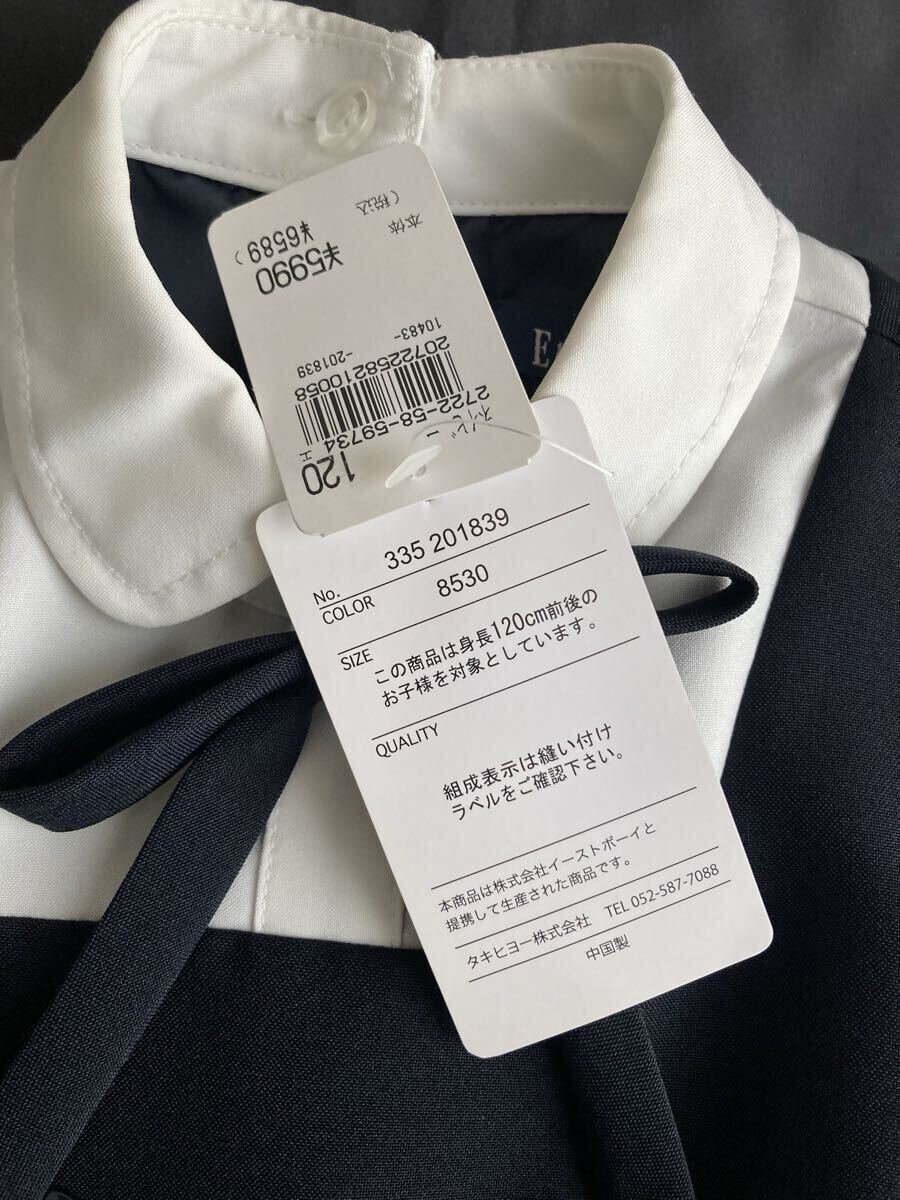 本体
¥5990
(税込
¥6589)
10483-
-201839
2072258210058
2722-58-59734
ネイビー
120
エ
E
No. 335 201839
COLOR 8530
SIZE
この商品は身長120cm前後の
お子様を対象としています。
QUALITY
組成表示は縫い付け
ラベルをご確認下さい。
本商品は株式会社イーストボーイと
提携して生産された商品です。
タキヒヨー株式会社 TEL 052-587-7088
中国製